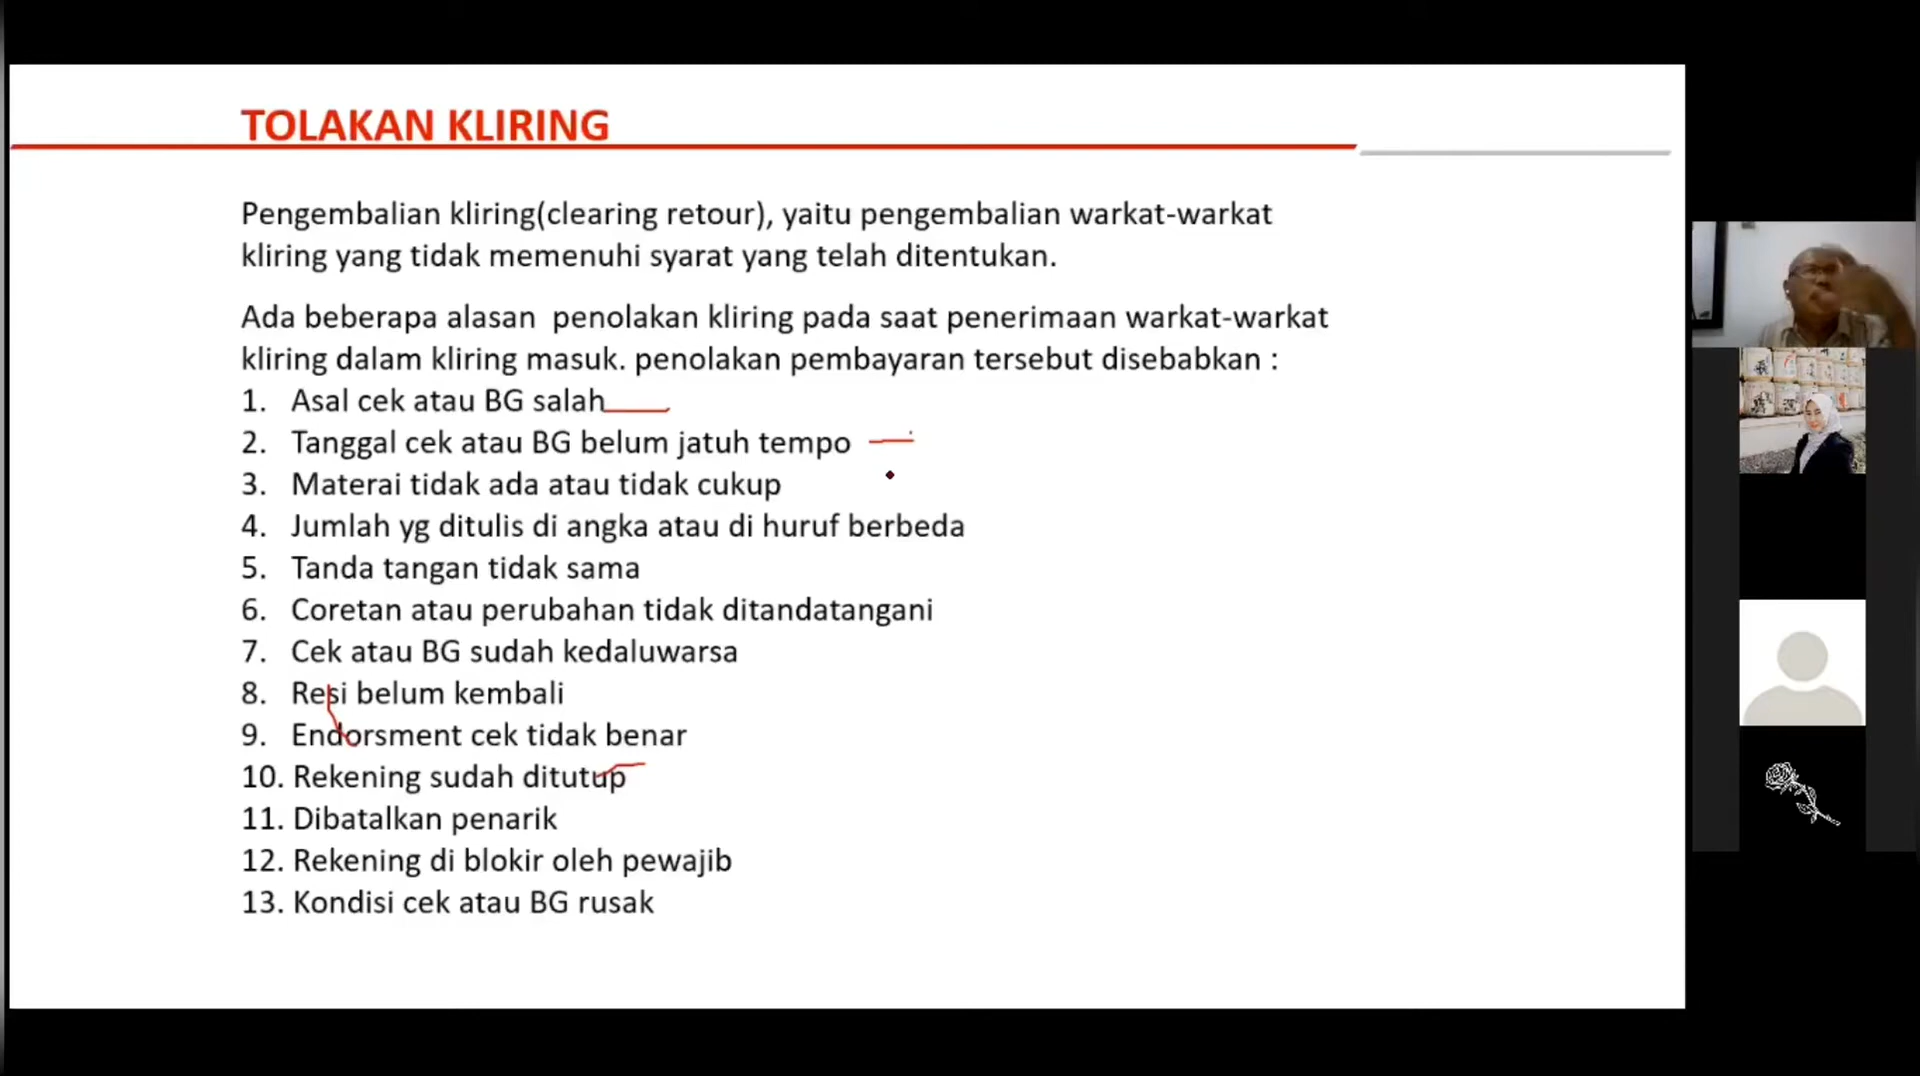 TOLAKAN KLIRING
Pengembalian kliring(clearing retour), yaitu pengembalian warkat-warkat
kliring yang tidak memenuhi syarat yang telah ditentukan.
Ada beberapa alasan  penolakan kliring pada saat penerimaan warkat-warkat
kliring dalam kliring masuk. penolakan pembayaran tersebut disebabkan :
1. Asal cek atau BG salah
2. Tanggal cek atau BG belum jatuh tempo
3. Materai tidak ada atau tidak cukup
4. Jumlah yg ditulis di angka atau di huruf berbeda
5. Tanda tangan tidak sama
6. Coretan atau perubahan tidak ditandatangani
7. Cek atau BG sudah kedaluwarsa
8. Resi belum kembali
9. Endorsment cek tidak benar
10. Rekening sudah ditutup
11. Dibatalkan penarik
12. Rekening di blokir oleh pewajib
13. Kondisi cek atau BG rusak